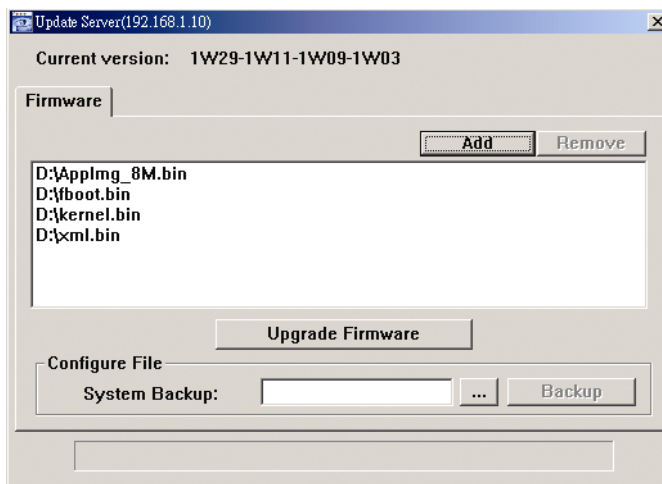 Update Server(192.168.1.10)
Current version: 1W29-1W11-1W09-1W03
Firmware
Add Remove
D:\AppImg_8M.bin
D:\fboot.bin
D:\kernel.bin
D:\xml.bin
Upgrade Firmware
Configure File
System Backup: ... Backup